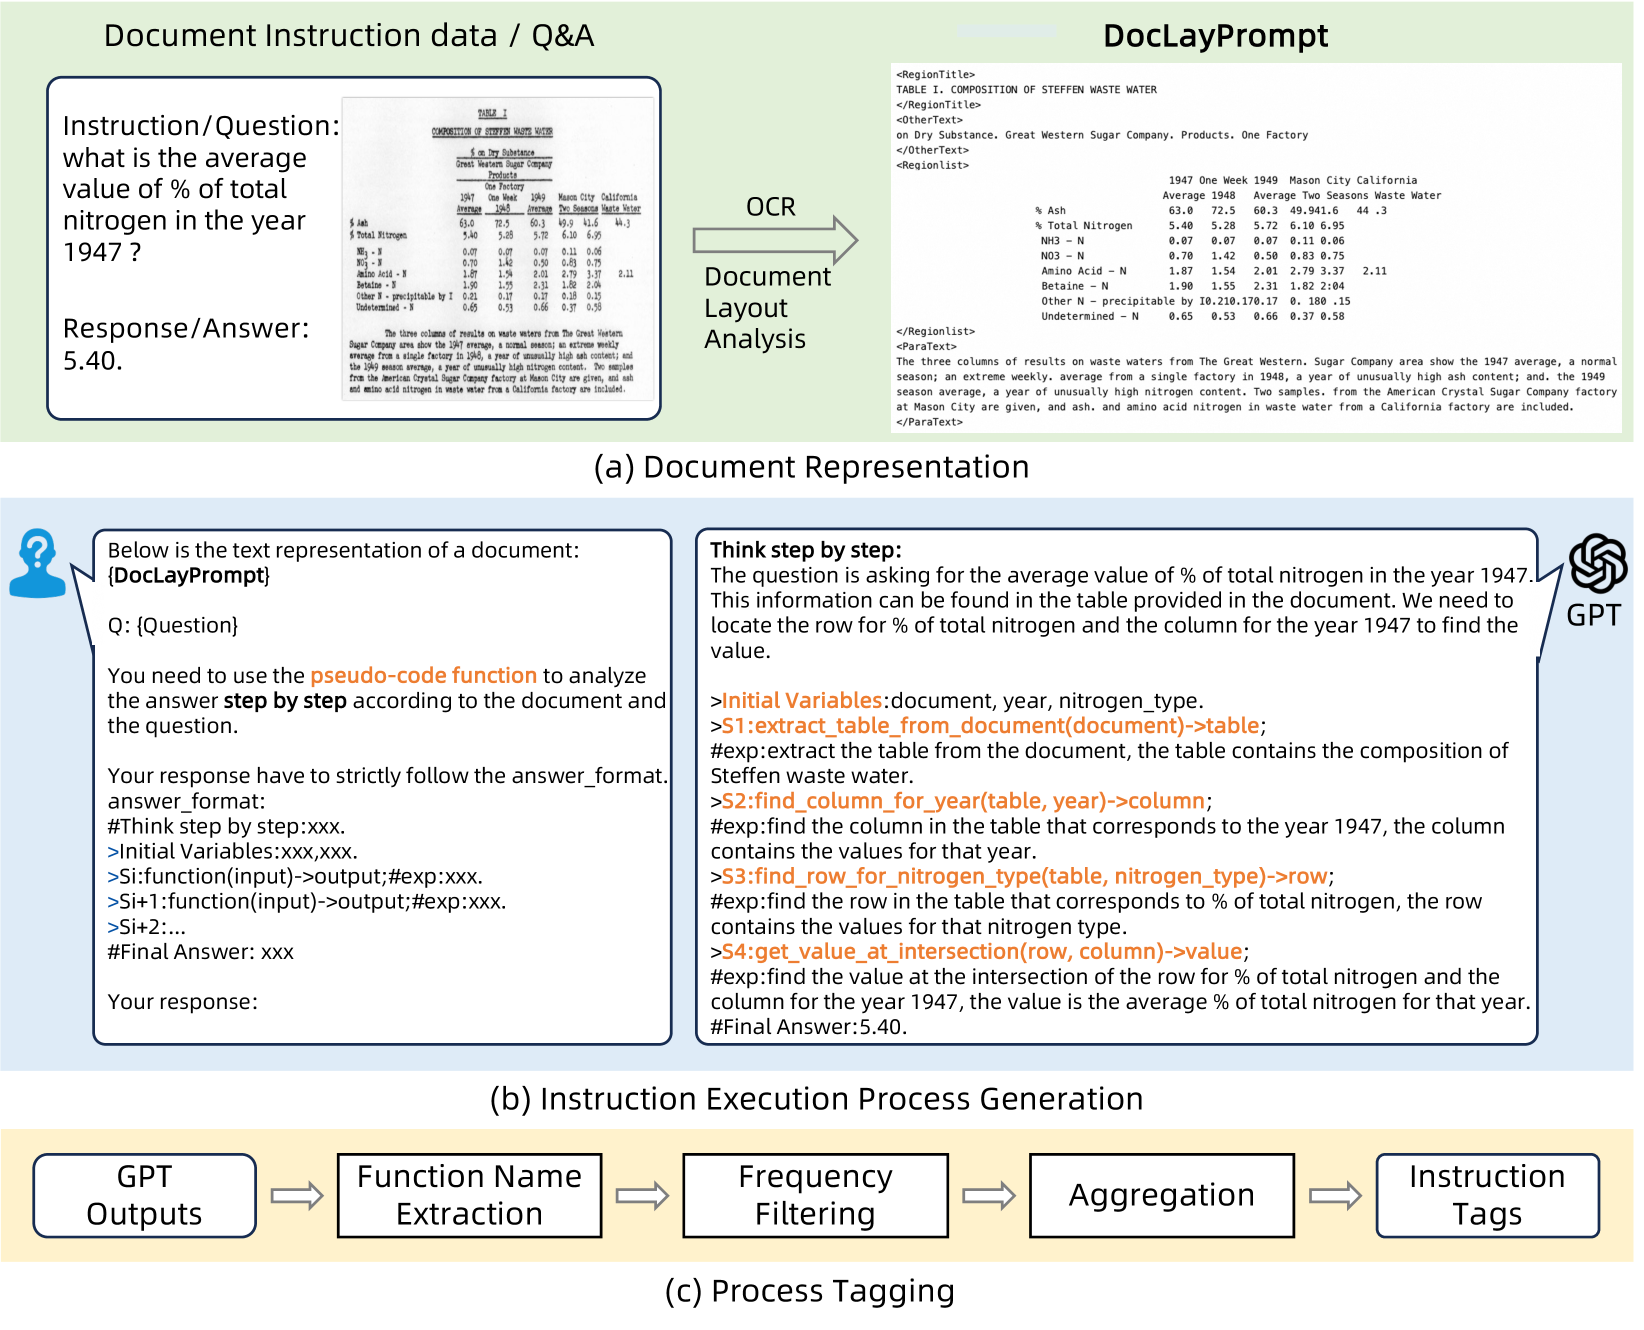 Document Instruction data / Q&A
Instruction/Question:
what is the average
value of % of total
nitrogen in the year
1947 ?
Response/Answer:
5.40.
TABLE I
COMPOSITION OF STEFFEN WASTE WATER
% on Dry Substance
Great Western Sugar Company
Products
One Factory
1947 One Week 1949 Mason City California
Average 1948 Average Two Seasons Waste Water
% Ash 63.0 72.5 60.3 49.9 41.6 44.3
% Total Nitrogen 5.40 5.28 5.72 6.10 6.95
NH3 - N 0.07 0.07 0.07 0.11 0.06
NO3 - N 0.70 1.42 0.50 0.83 0.75
Amino Acid - N 1.87 1.54 2.01 2.79 3.37 2.11
Betaine - N 1.90 1.55 2.31 1.82 2.04
Other N - precipitable by I 0.21 0.17 0.17 0.18 0.15
Undetermined - N 0.65 0.53 0.66 0.37 0.58
The three columns of results on waste waters from The Great Western
Sugar Company area show the 1947 average, a normal season; an extreme weekly
average from a single factory in 1948, a year of unusually high ash content; and
the 1949 season average, a year of unusually high nitrogen content. Two samples
from the American Crystal Sugar Company factory at Mason City are given, and ash
and amino acid nitrogen in waste water from a California factory are included.
OCR
Document
Layout
Analysis
DocLayPrompt
<RegionTitle>
TABLE I. COMPOSITION OF STEFFEN WASTE WATER
</RegionTitle>
<OtherText>
on Dry Substance. Great Western Sugar Company. Products. One Factory
</OtherText>
<Regionlist>
1947 One Week 1949 Mason City California
Average 1948 Average Two Seasons Waste Water
% Ash 63.0 72.5 60.3 49.941.6 44 .3
% Total Nitrogen 5.40 5.28 5.72 6.10 6.95
NH3 – N 0.07 0.07 0.07 0.11 0.06
NO3 – N 0.70 1.42 0.50 0.83 0.75
Amino Acid – N 1.87 1.54 2.01 2.79 3.37 2.11
Betaine – N 1.90 1.55 2.31 1.82 2:04
Other N – precipitable by I0.210.170.17 0. 180 .15
Undetermined – N 0.65 0.53 0.66 0.37 0.58
</Regionlist>
<ParaText>
The three columns of results on waste waters from The Great Western. Sugar Company area show the 1947 average, a normal
season; an extreme weekly. average from a single factory in 1948, a year of unusually high ash content; and. the 1949
season average, a year of unusually high nitrogen content. Two samples. from the American Crystal Sugar Company factory
at Mason City are given, and ash. and amino acid nitrogen in waste water from a California factory are included.
</ParaText>
(a) Document Representation
Below is the text representation of a document:
{DocLayPrompt}
Q: {Question}
You need to use the pseudo-code function to analyze
the answer step by step according to the document and
the question.
Your response have to strictly follow the answer_format.
answer_format:
#Think step by step:xxx.
>Initial Variables:xxx,xxx.
>Si:function(input)->output;#exp:xxx.
>Si+1:function(input)->output;#exp:xxx.
>Si+2:...
#Final Answer: xxx
Your response:
Think step by step:
The question is asking for the average value of % of total nitrogen in the year 1947.
This information can be found in the table provided in the document. We need to
locate the row for % of total nitrogen and the column for the year 1947 to find the
value.
>Initial Variables:document, year, nitrogen_type.
>S1:extract_table_from_document(document)->table;
#exp:extract the table from the document, the table contains the composition of
Steffen waste water.
>S2:find_column_for_year(table, year)->column;
#exp:find the column in the table that corresponds to the year 1947, the column
contains the values for that year.
>S3:find_row_for_nitrogen_type(table, nitrogen_type)->row;
#exp:find the row in the table that corresponds to % of total nitrogen, the row
contains the values for that nitrogen type.
>S4:get_value_at_intersection(row, column)->value;
#exp:find the value at the intersection of the row for % of total nitrogen and the
column for the year 1947, the value is the average % of total nitrogen for that year.
#Final Answer:5.40.
GPT
(b) Instruction Execution Process Generation
GPT
Outputs
Function Name
Extraction
Frequency
Filtering
Aggregation
Instruction
Tags
(c) Process Tagging